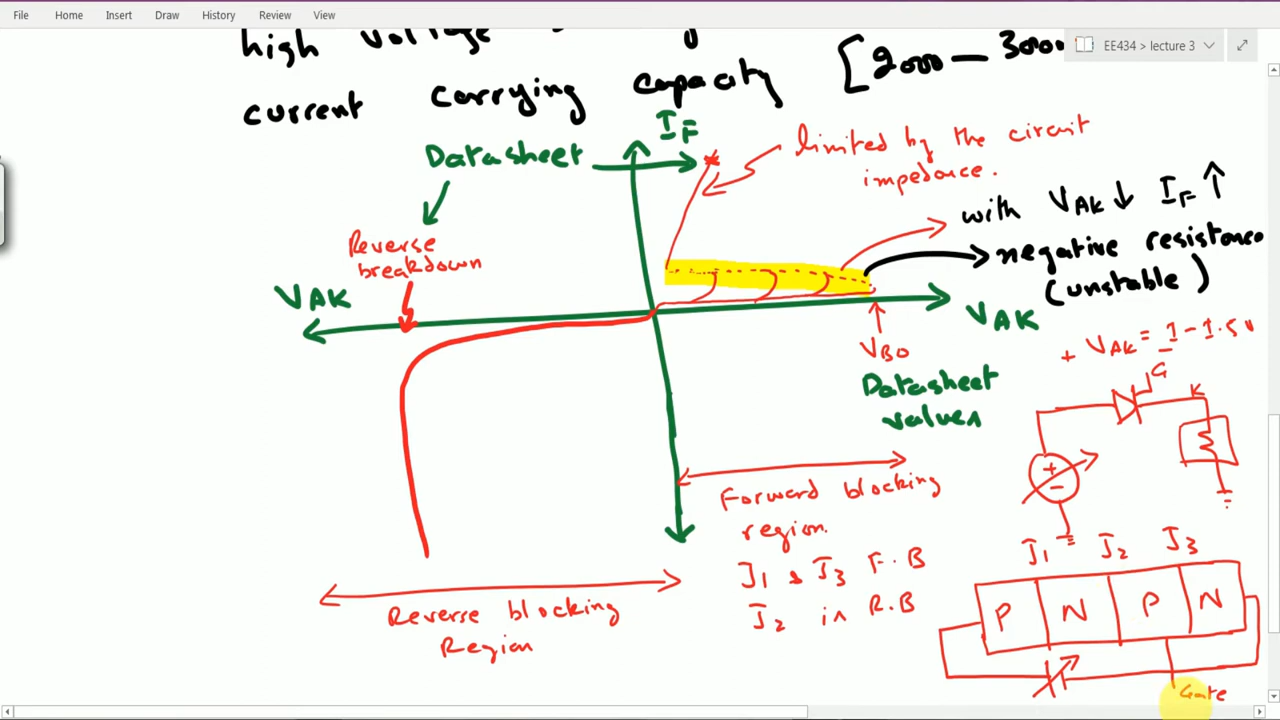 File Home Insert Draw History Review View
EE434 > lecture 3
high voltage
current carrying capacity [2000 — 3000
IF
Datasheet
limited by the circuit
impedance.
with VAK ↓ IF ↑
negative resistance
(unstable)
Reverse
breakdown
VAK
VAK
VBO
Datasheet
values
+ VAK = 1 - 1.5V
G
K
+
-
Forward blocking
region.
J1 & J3 F.B
J2 in R.B
Reverse blocking
Region
J1 J2 J3
P N P N
Gate